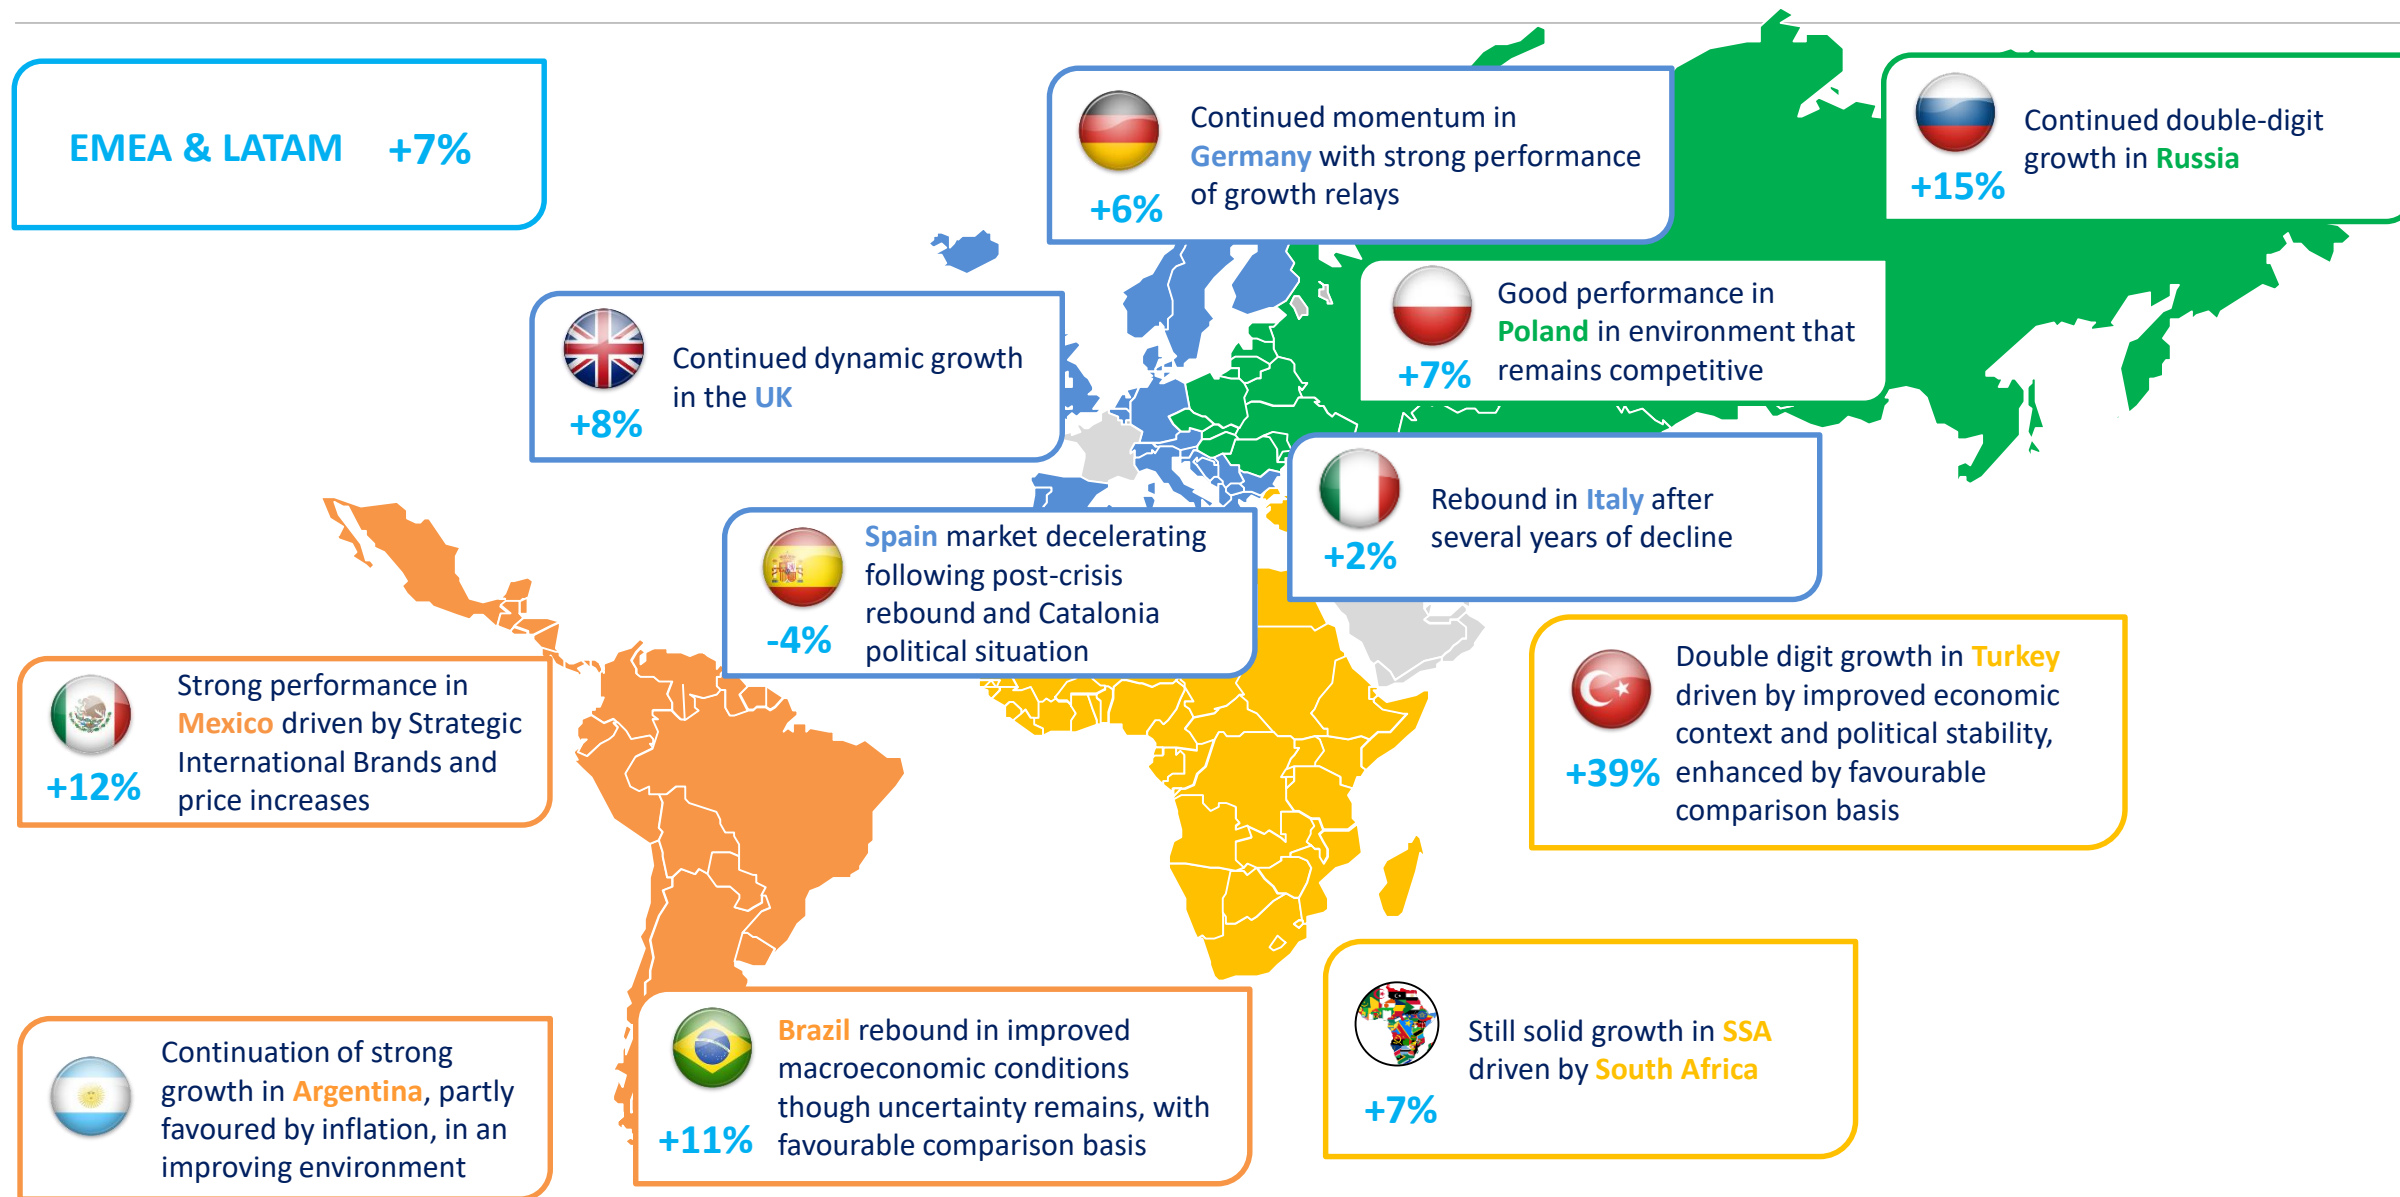 EMEA & LATAM +7%
Continued momentum in
Germany with strong performance
of growth relays
+6%
Continued double-digit
growth in Russia
+15%
Good performance in
Poland in environment that
remains competitive
+7%
Continued dynamic growth
in the UK
+8%
Rebound in Italy after
several years of decline
+2%
Spain market decelerating
following post-crisis
rebound and Catalonia
political situation
-4%
Strong performance in
Mexico driven by Strategic
International Brands and
price increases
+12%
Double digit growth in Turkey
driven by improved economic
context and political stability,
enhanced by favourable
comparison basis
+39%
Continuation of strong
growth in Argentina, partly
favoured by inflation, in an
improving environment
Brazil rebound in improved
macroeconomic conditions
though uncertainty remains, with
favourable comparison basis
+11%
Still solid growth in SSA
driven by South Africa
+7%